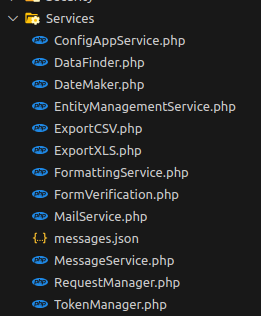 Security
Services
ConfigAppService.php
DataFinder.php
DateMaker.php
EntityManagementService.php
ExportCSV.php
ExportXLS.php
FormattingService.php
FormVerification.php
MailService.php
messages.json
MessageService.php
RequestManager.php
TokenManager.php